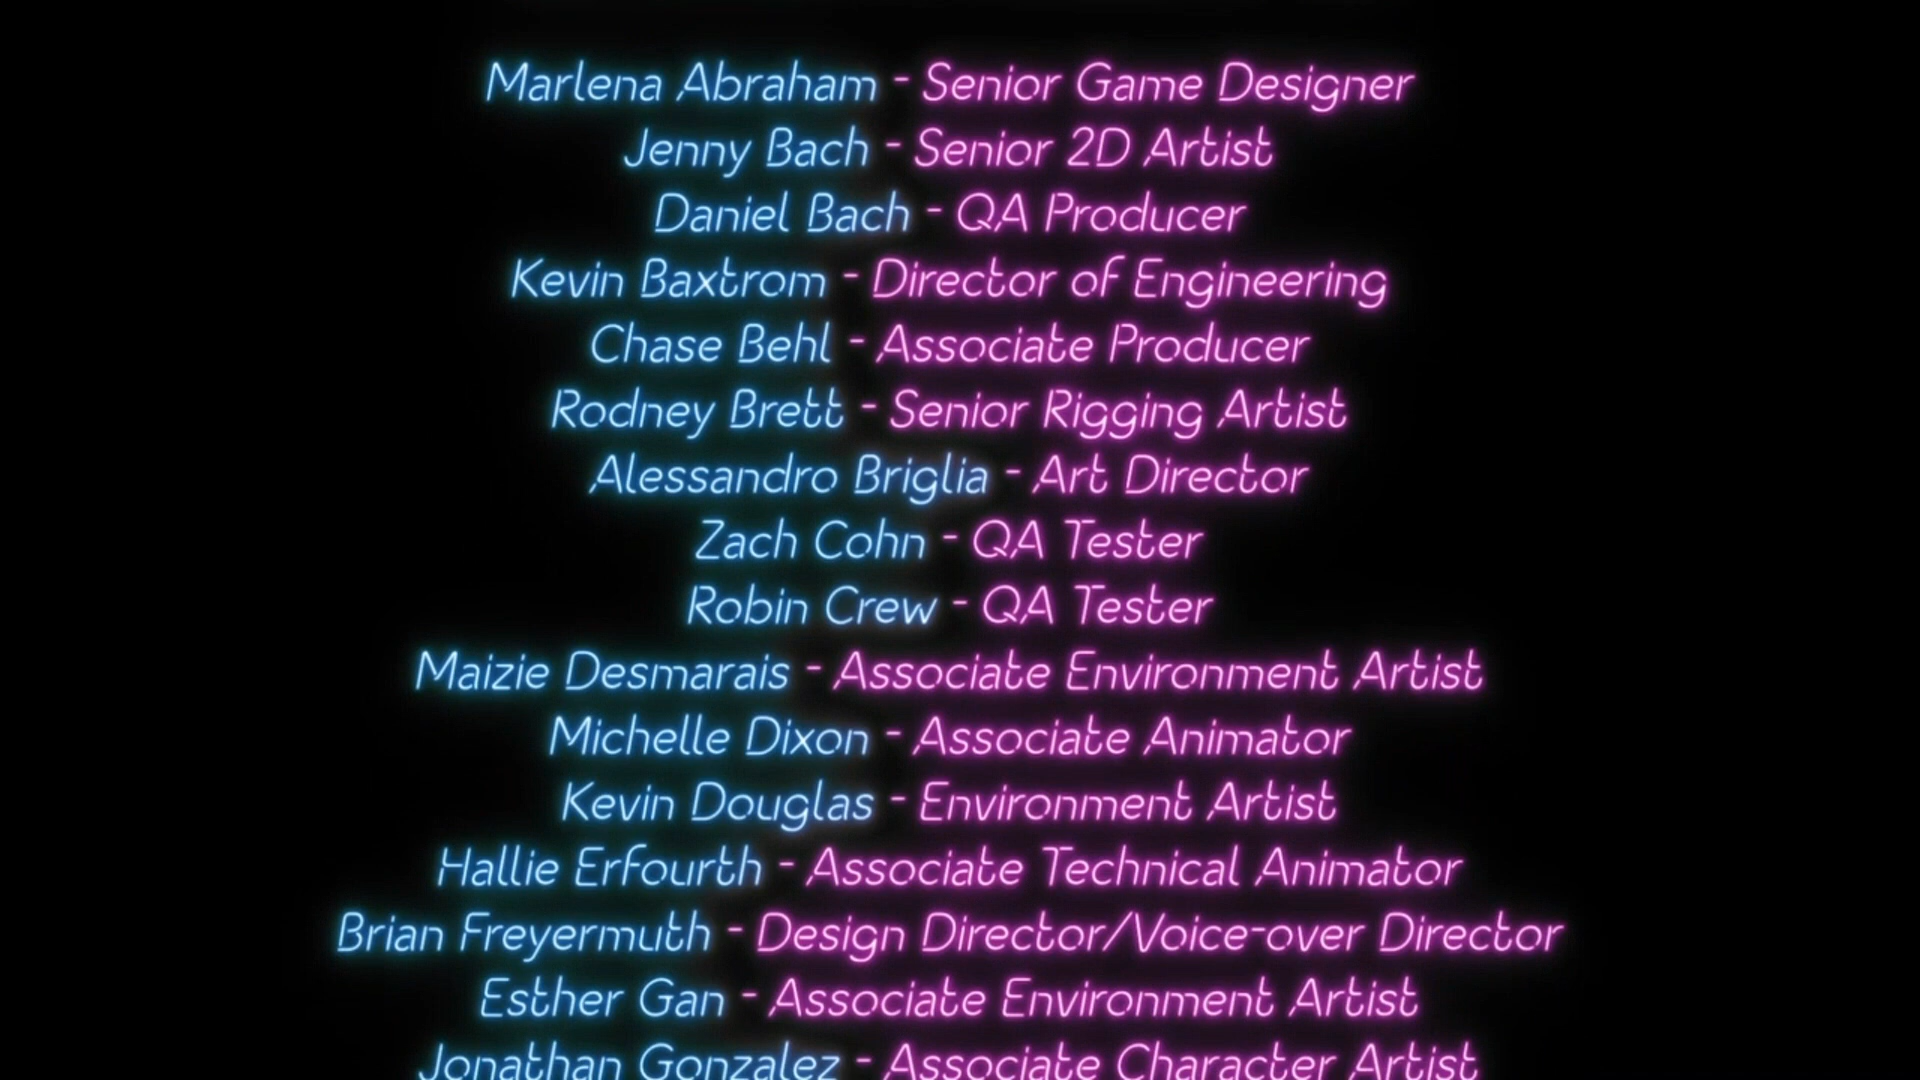 Marlena Abraham - Senior Game Designer
Jenny Bach - Senior 2D Artist
Daniel Bach - QA Producer
Kevin Baxtrom - Director of Engineering
Chase Behl - Associate Producer
Rodney Brett - Senior Rigging Artist
Alessandro Briglia - Art Director
Zach Cohn - QA Tester
Robin Crew - QA Tester
Maizie Desmarais - Associate Environment Artist
Michelle Dixon - Associate Animator
Kevin Douglas - Environment Artist
Hallie Erfourth - Associate Technical Animator
Brian Freyermuth - Design Director/Voice-over Director
Esther Gan - Associate Environment Artist
Jonathan Gonzalez - Associate Character Artist